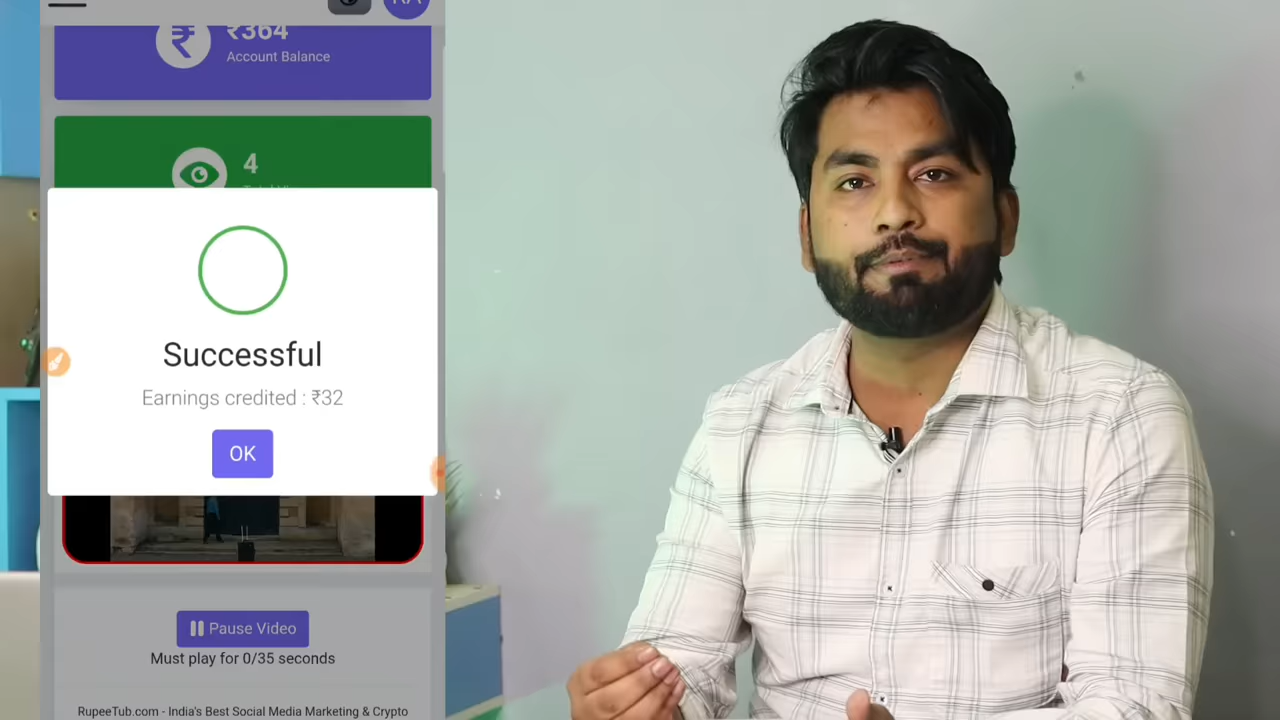 ₹364
Account Balance
4
Successful
Earnings credited : ₹32
OK
Pause Video
Must play for 0/35 seconds
RupeeTub.com - India's Best Social Media Marketing & Crypto